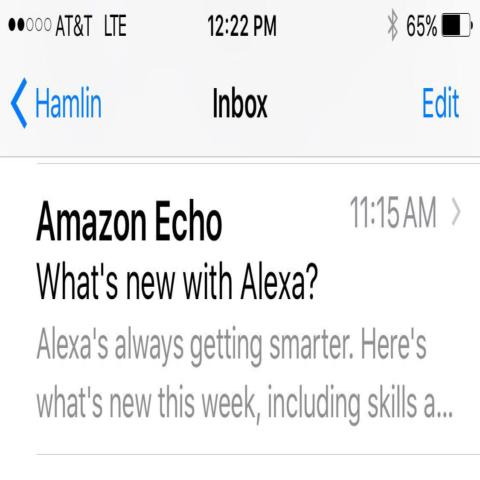 AT&T LTE 12:22 PM 65%
Hamlin Inbox Edit
Amazon Echo 11:15 AM
What's new with Alexa?
Alexa's always getting smarter. Here's
what's new this week, including skills a...